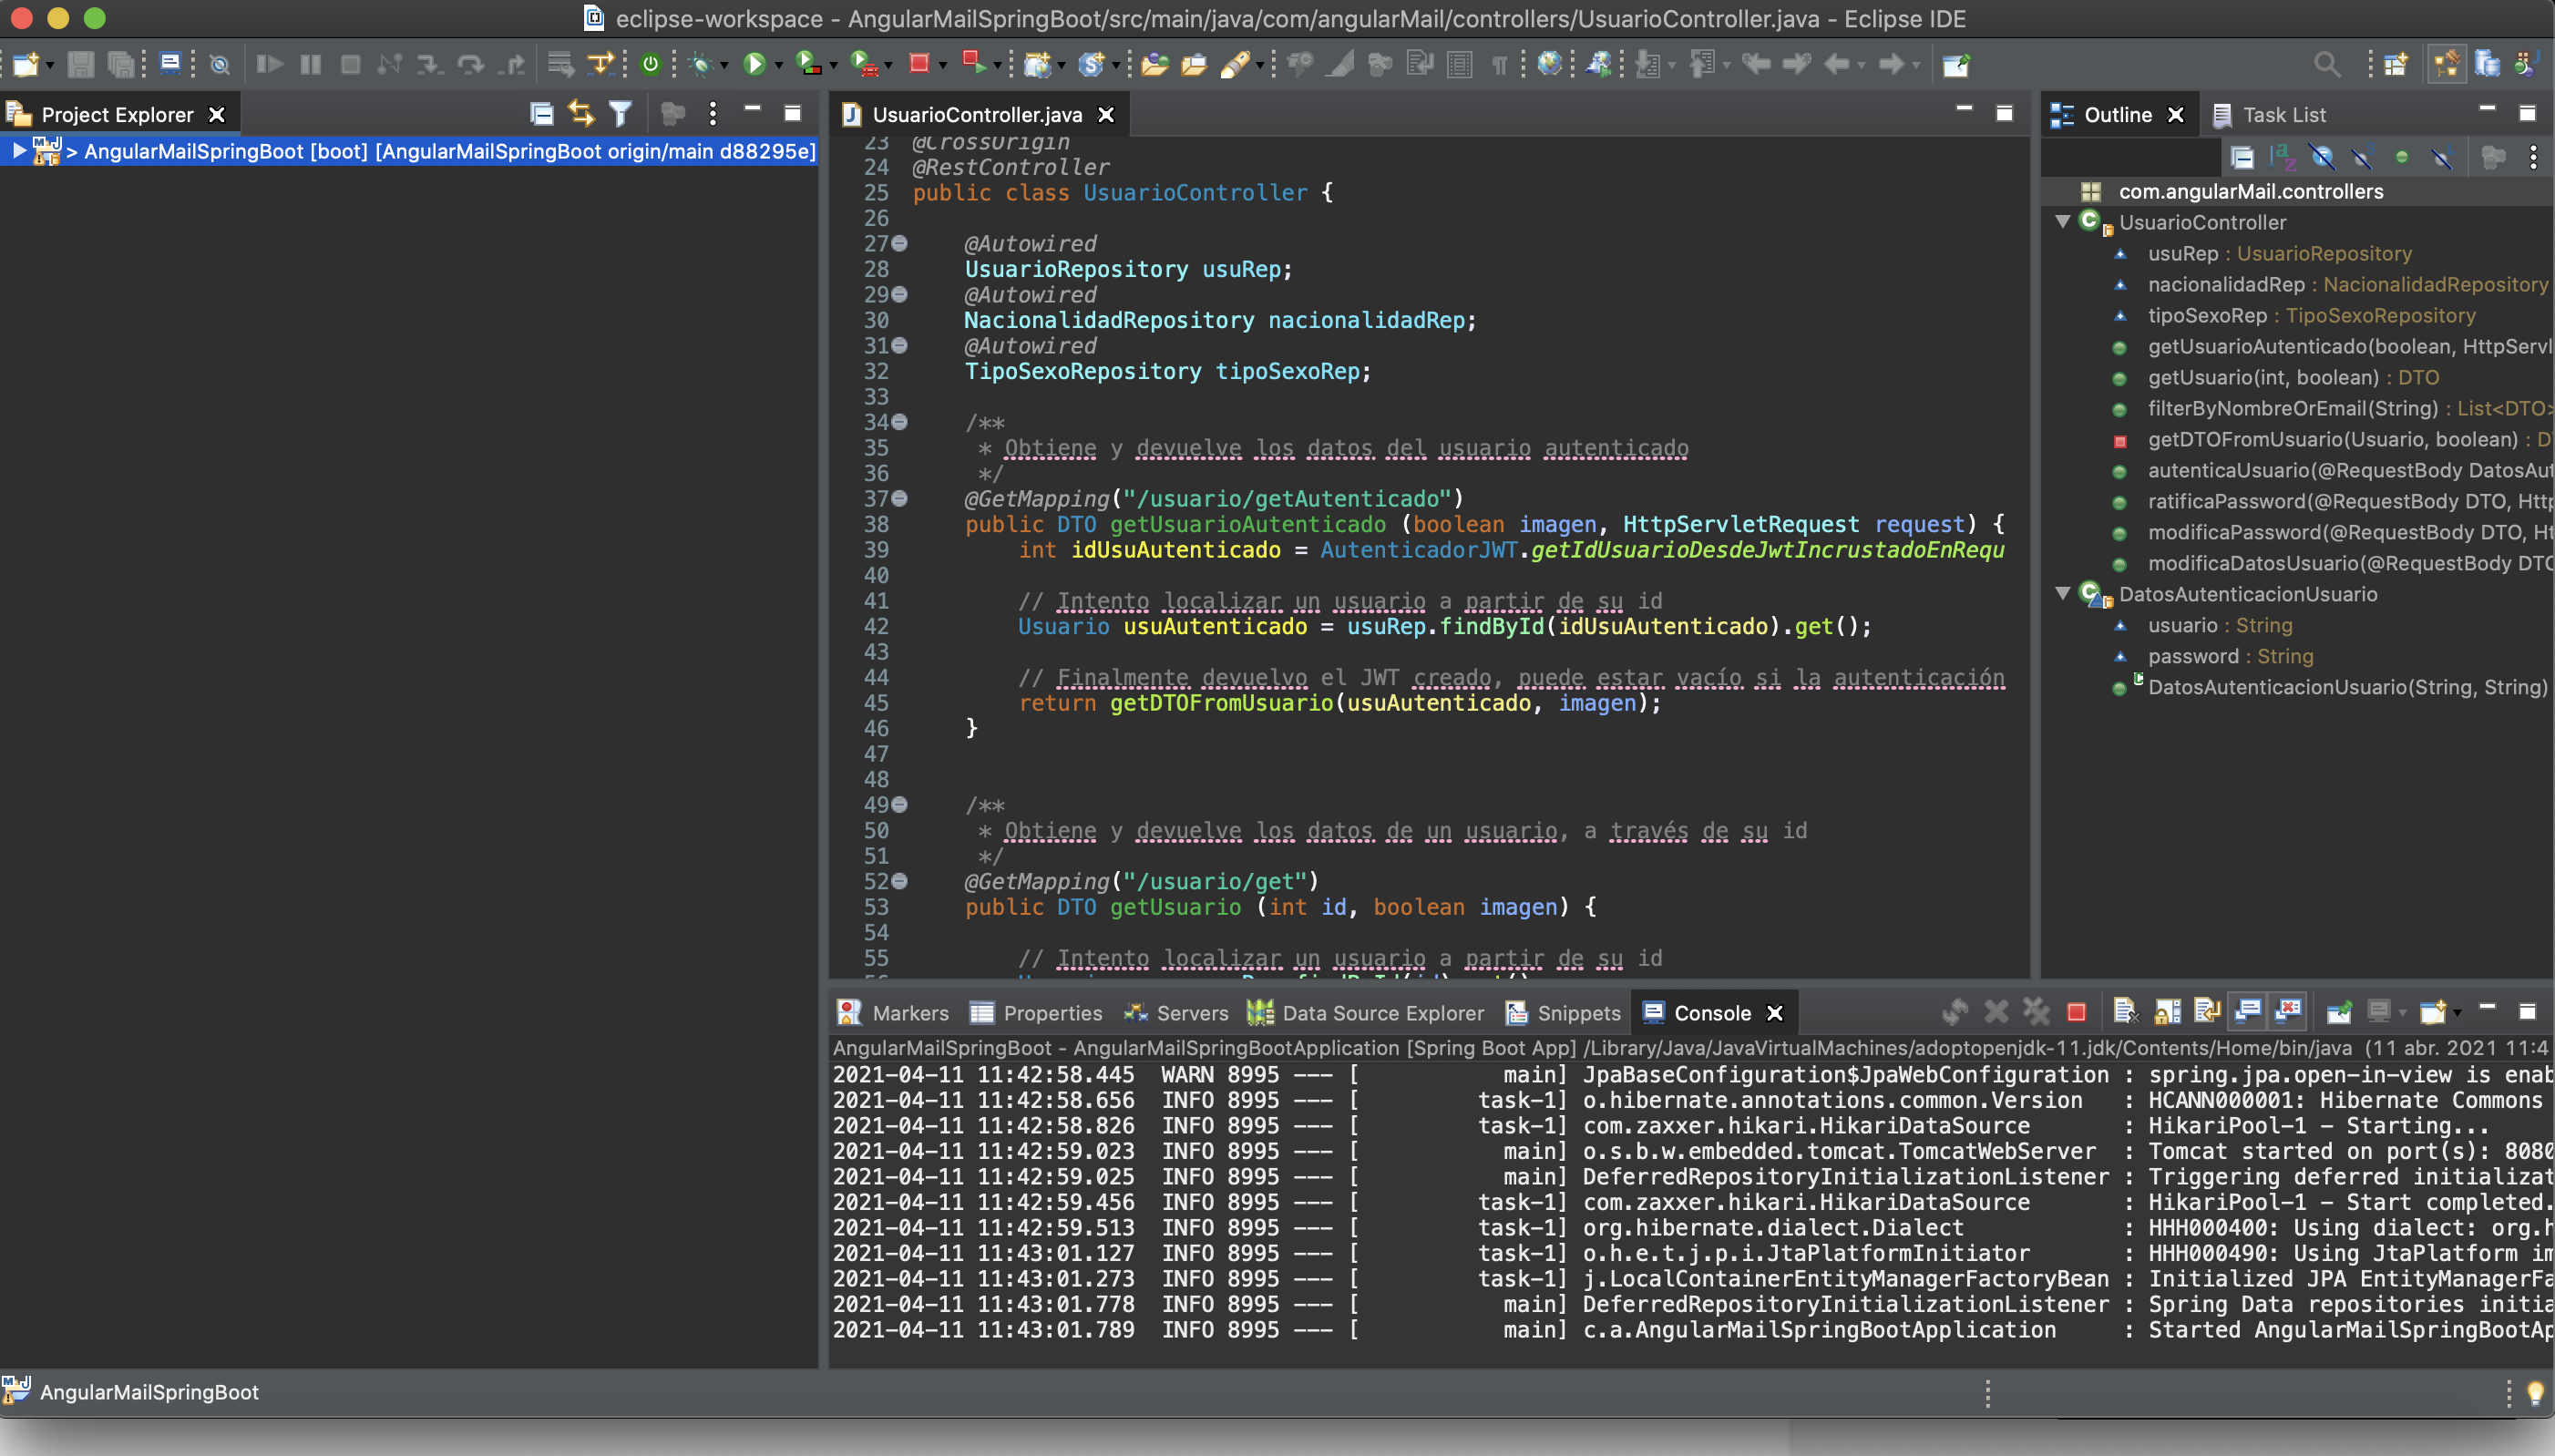 eclipse-workspace - AngularMailSpringBoot/src/main/java/com/angularMail/controllers/UsuarioController.java - Eclipse IDE
Project Explorer
> AngularMailSpringBoot [boot] [AngularMailSpringBoot origin/main d88295e]
UsuarioController.java
23 @CrossOrigin
24 @RestController
25 public class UsuarioController {
26
27 @Autowired
28 UsuarioRepository usuRep;
29 @Autowired
30 NacionalidadRepository nacionalidadRep;
31 @Autowired
32 TipoSexoRepository tipoSexoRep;
33
34 /**
35 * Obtiene y devuelve los datos del usuario autenticado
36 */
37 @GetMapping("/usuario/getAutenticado")
38 public DTO getUsuarioAutenticado (boolean imagen, HttpServletRequest request) {
39 int idUsuAutenticado = AutenticadorJWT.getIdUsuarioDesdeJwtIncrustadoEnRequ
40
41 // Intento localizar un usuario a partir de su id
42 Usuario usuAutenticado = usuRep.findById(idUsuAutenticado).get();
43
44 // Finalmente devuelvo el JWT creado, puede estar vacío si la autenticación
45 return getDTOFromUsuario(usuAutenticado, imagen);
46 }
47
48
49 /**
50 * Obtiene y devuelve los datos de un usuario, a través de su id
51 */
52 @GetMapping("/usuario/get")
53 public DTO getUsuario (int id, boolean imagen) {
54
55 // Intento localizar un usuario a partir de su id
Outline
Task List
com.angularMail.controllers
UsuarioController
usuRep : UsuarioRepository
nacionalidadRep : NacionalidadRepository
tipoSexoRep : TipoSexoRepository
getUsuarioAutenticado(boolean, HttpServl
getUsuario(int, boolean) : DTO
filterByNombreOrEmail(String) : List<DTO>
getDTOFromUsuario(Usuario, boolean) : D
autenticaUsuario(@RequestBody DatosAut
ratificaPassword(@RequestBody DTO, Http
modificaPassword(@RequestBody DTO, Ht
modificaDatosUsuario(@RequestBody DTO
DatosAutenticacionUsuario
usuario : String
password : String
DatosAutenticacionUsuario(String, String)
Markers
Properties
Servers
Data Source Explorer
Snippets
Console
AngularMailSpringBoot - AngularMailSpringBootApplication [Spring Boot App] /Library/Java/JavaVirtualMachines/adoptopenjdk-11.jdk/Contents/Home/bin/java (11 abr. 2021 11:4
2021-04-11 11:42:58.445 WARN 8995 --- [ main] JpaBaseConfiguration$JpaWebConfiguration : spring.jpa.open-in-view is enab
2021-04-11 11:42:58.656 INFO 8995 --- [ task-1] o.hibernate.annotations.common.Version : HCANN000001: Hibernate Commons
2021-04-11 11:42:58.826 INFO 8995 --- [ task-1] com.zaxxer.hikari.HikariDataSource : HikariPool-1 - Starting...
2021-04-11 11:42:59.023 INFO 8995 --- [ main] o.s.b.w.embedded.tomcat.TomcatWebServer : Tomcat started on port(s): 8080
2021-04-11 11:42:59.025 INFO 8995 --- [ main] DeferredRepositoryInitializationListener : Triggering deferred initializat
2021-04-11 11:42:59.456 INFO 8995 --- [ task-1] com.zaxxer.hikari.HikariDataSource : HikariPool-1 - Start completed.
2021-04-11 11:42:59.513 INFO 8995 --- [ task-1] org.hibernate.dialect.Dialect : HHH000400: Using dialect: org.h
2021-04-11 11:43:01.127 INFO 8995 --- [ task-1] o.h.e.t.j.p.i.JtaPlatformInitiator : HHH000490: Using JtaPlatform im
2021-04-11 11:43:01.273 INFO 8995 --- [ task-1] j.LocalContainerEntityManagerFactoryBean : Initialized JPA EntityManagerFa
2021-04-11 11:43:01.778 INFO 8995 --- [ main] DeferredRepositoryInitializationListener : Spring Data repositories initia
2021-04-11 11:43:01.789 INFO 8995 --- [ main] c.a.AngularMailSpringBootApplication : Started AngularMailSpringBootAp
AngularMailSpringBoot